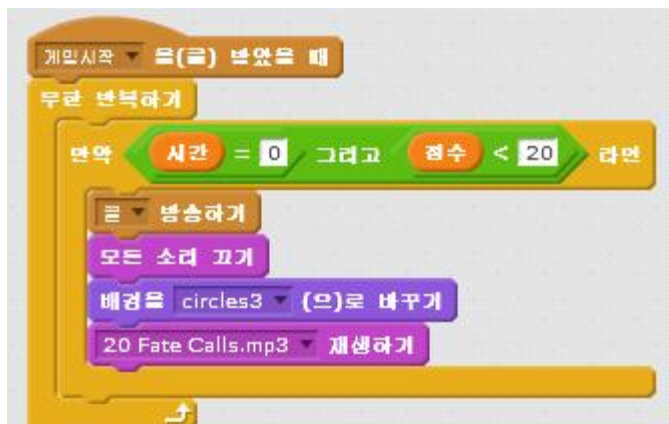 게임시작 을(를) 받았을 때
무한 반복하기
만약 시간 = 0 그리고 점수 < 20 라면
끝 방송하기
모든 소리 끄기
배경을 circles3 (으)로 바꾸기
20 Fate Calls.mp3 재생하기